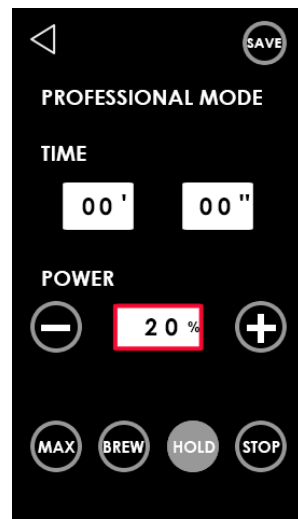 SAVE
PROFESSIONAL MODE
TIME
00' 00"
POWER
20%
MAX BREW HOLD STOP